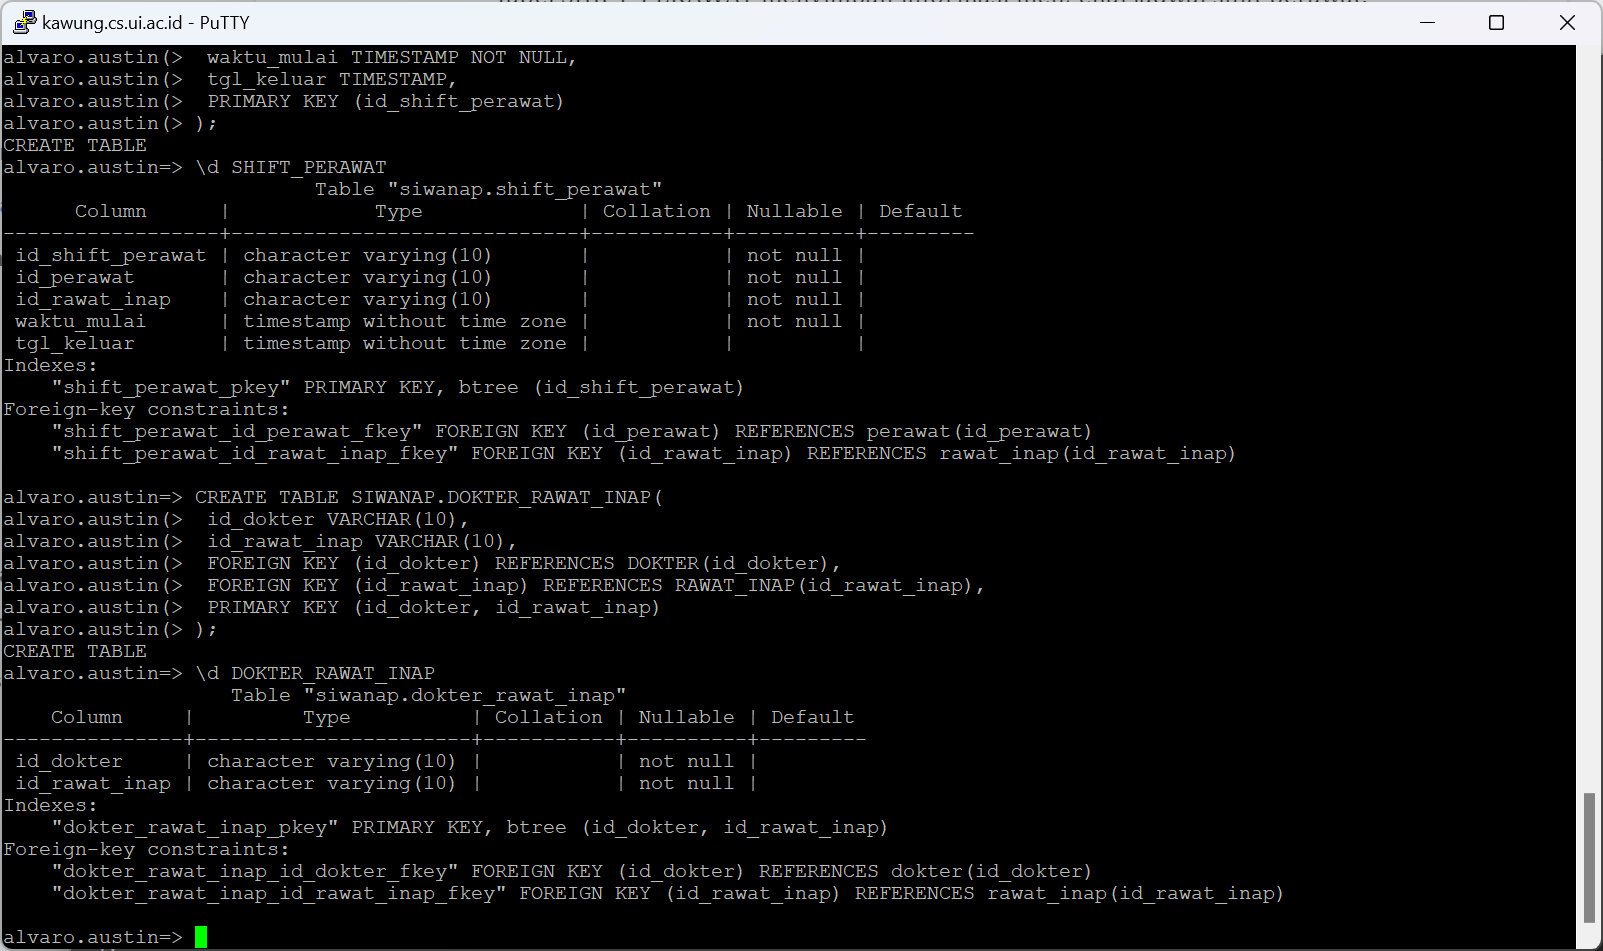 kawung.cs.ui.ac.id - PuTTY
alvaro.austin(>  waktu_mulai TIMESTAMP NOT NULL,
alvaro.austin(>  tgl_keluar TIMESTAMP,
alvaro.austin(>  PRIMARY KEY (id_shift_perawat)
alvaro.austin(> );
CREATE TABLE
alvaro.austin=> \d SHIFT_PERAWAT
                          Table "siwanap.shift_perawat"
      Column      |            Type             | Collation | Nullable | Default
------------------+-----------------------------+-----------+----------+---------
 id_shift_perawat | character varying(10)       |           | not null |
 id_perawat       | character varying(10)       |           | not null |
 id_rawat_inap    | character varying(10)       |           | not null |
 waktu_mulai      | timestamp without time zone |           | not null |
 tgl_keluar       | timestamp without time zone |           |          |
Indexes:
    "shift_perawat_pkey" PRIMARY KEY, btree (id_shift_perawat)
Foreign-key constraints:
    "shift_perawat_id_perawat_fkey" FOREIGN KEY (id_perawat) REFERENCES perawat(id_perawat)
    "shift_perawat_id_rawat_inap_fkey" FOREIGN KEY (id_rawat_inap) REFERENCES rawat_inap(id_rawat_inap)
alvaro.austin=> CREATE TABLE SIWANAP.DOKTER_RAWAT_INAP(
alvaro.austin(>  id_dokter VARCHAR(10),
alvaro.austin(>  id_rawat_inap VARCHAR(10),
alvaro.austin(>  FOREIGN KEY (id_dokter) REFERENCES DOKTER(id_dokter),
alvaro.austin(>  FOREIGN KEY (id_rawat_inap) REFERENCES RAWAT_INAP(id_rawat_inap),
alvaro.austin(>  PRIMARY KEY (id_dokter, id_rawat_inap)
alvaro.austin(> );
CREATE TABLE
alvaro.austin=> \d DOKTER_RAWAT_INAP
                   Table "siwanap.dokter_rawat_inap"
    Column     |         Type          | Collation | Nullable | Default
---------------+-----------------------+-----------+----------+---------
 id_dokter     | character varying(10) |           | not null |
 id_rawat_inap | character varying(10) |           | not null |
Indexes:
    "dokter_rawat_inap_pkey" PRIMARY KEY, btree (id_dokter, id_rawat_inap)
Foreign-key constraints:
    "dokter_rawat_inap_id_dokter_fkey" FOREIGN KEY (id_dokter) REFERENCES dokter(id_dokter)
    "dokter_rawat_inap_id_rawat_inap_fkey" FOREIGN KEY (id_rawat_inap) REFERENCES rawat_inap(id_rawat_inap)
alvaro.austin=>